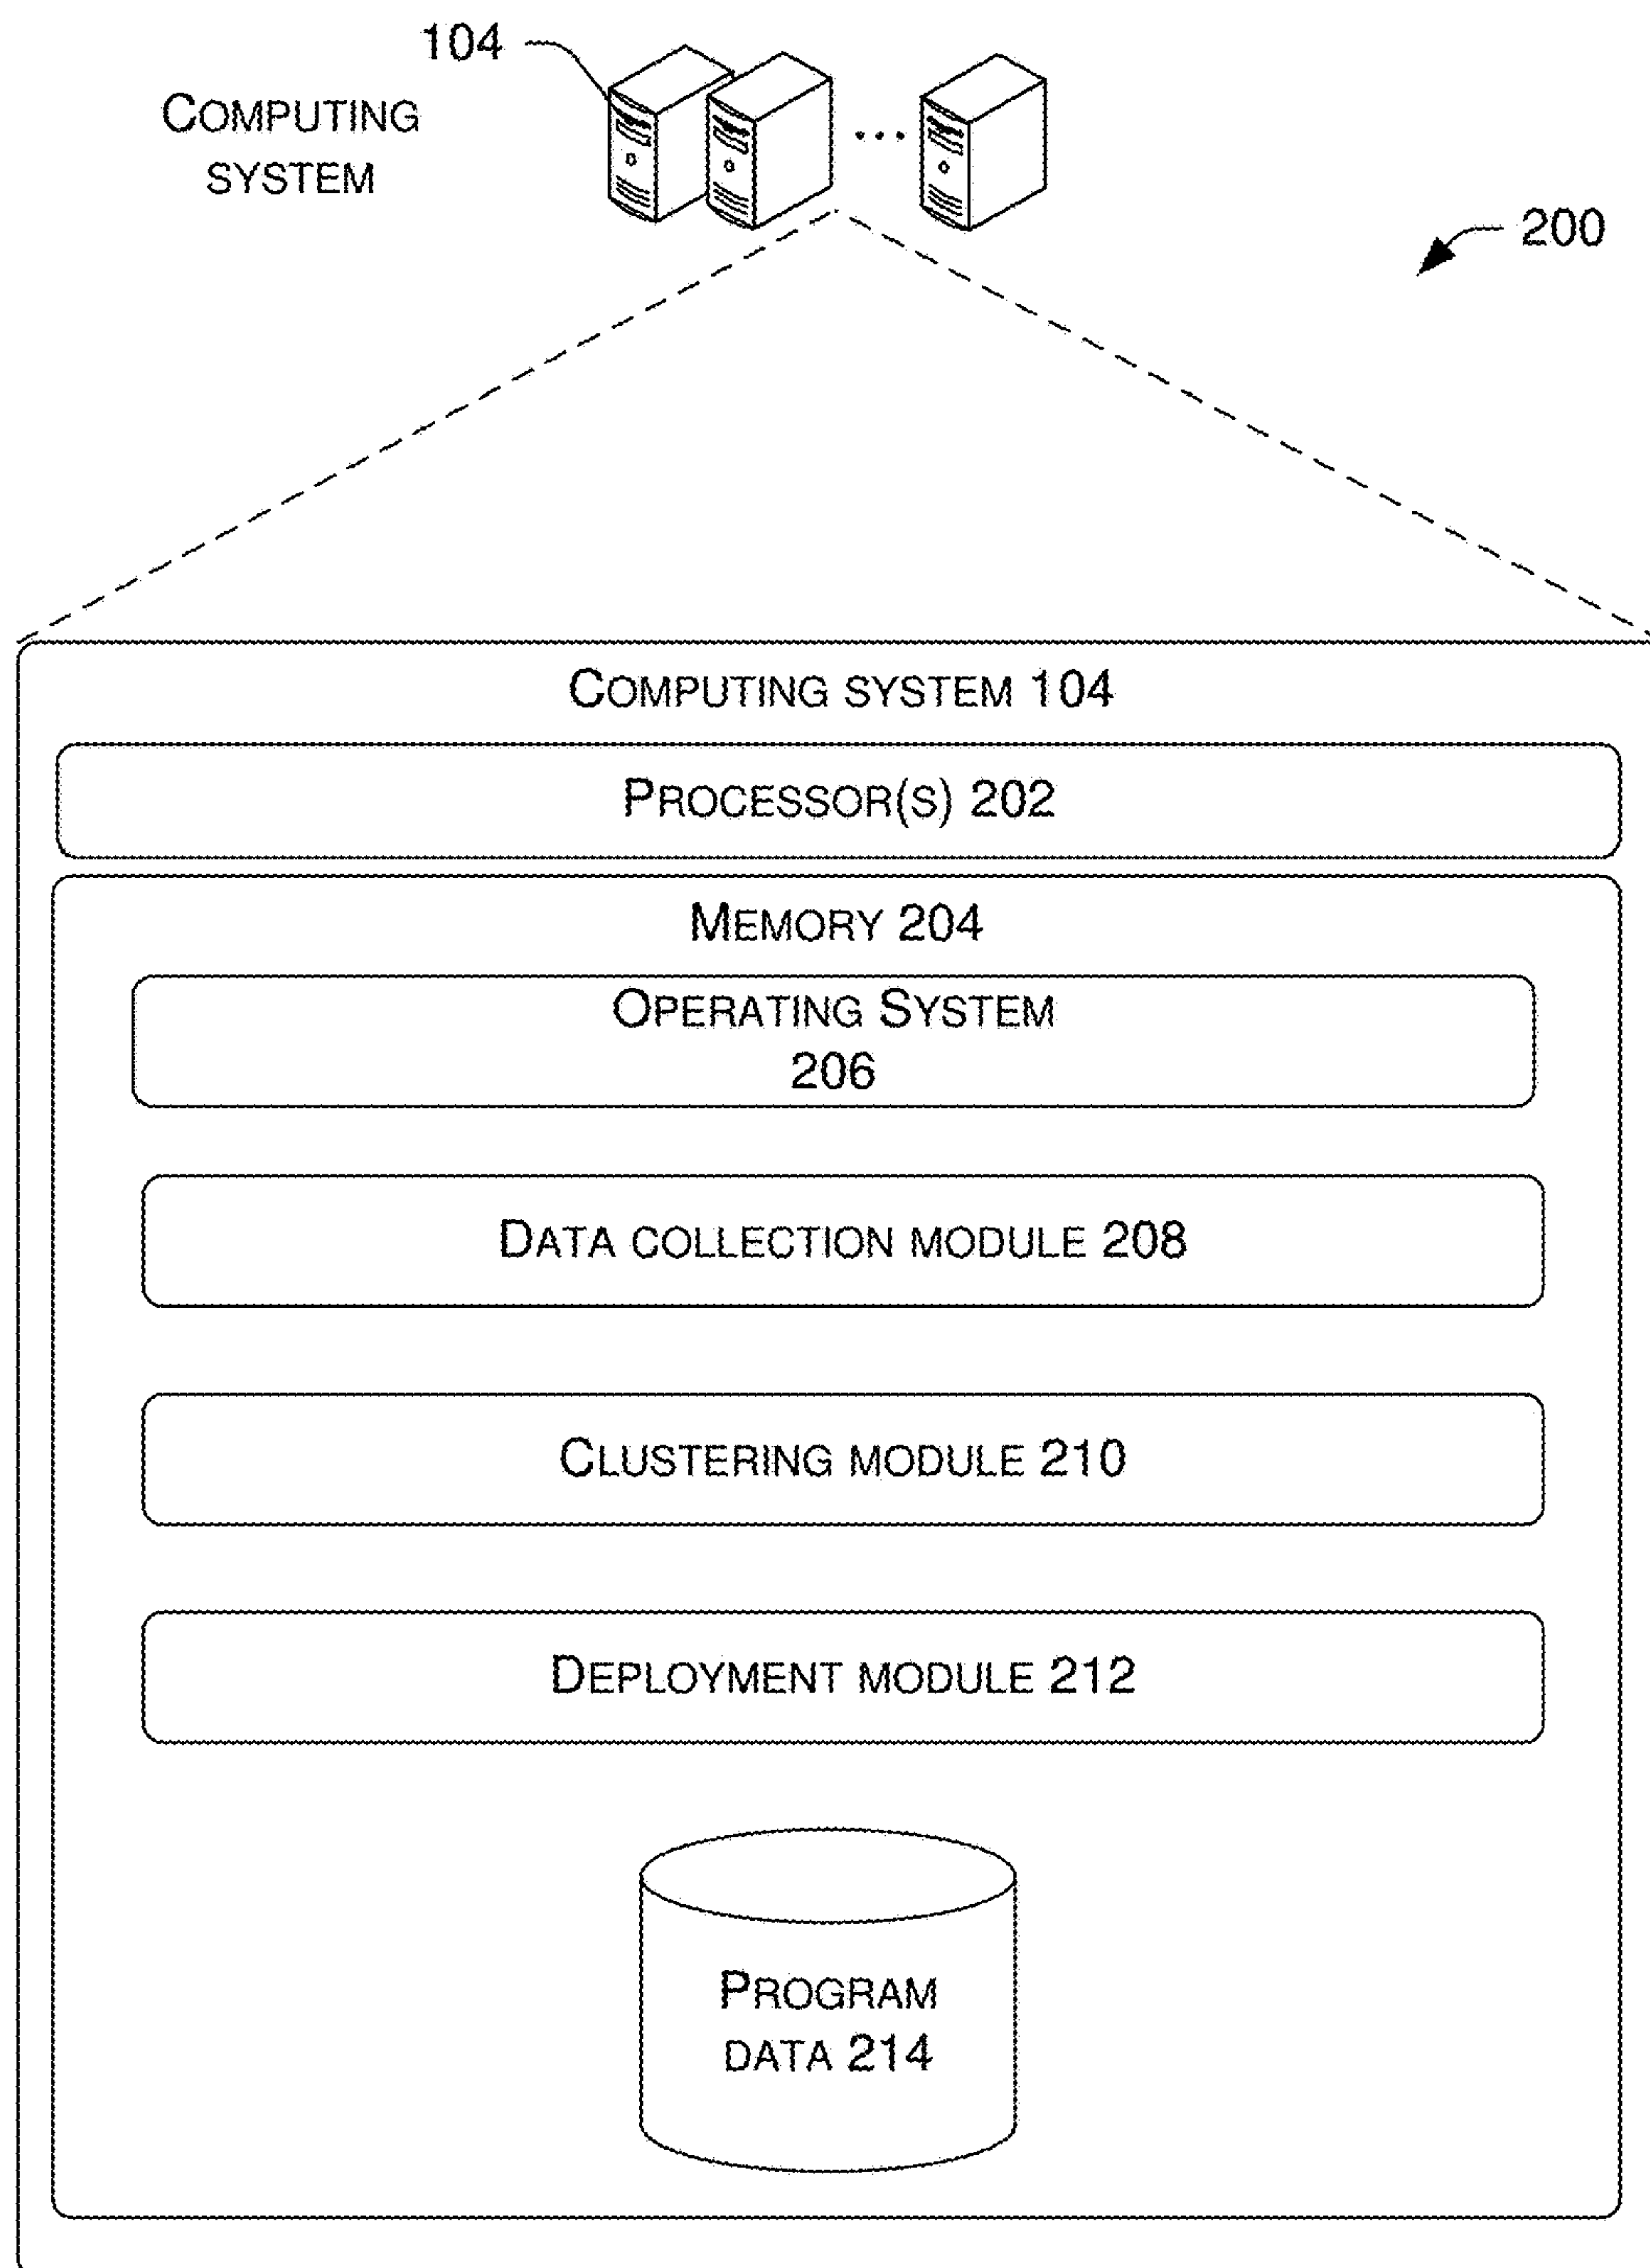 104
COMPUTING
SYSTEM
200
COMPUTING SYSTEM 104
PROCESSOR(S) 202
MEMORY 204
OPERATING SYSTEM
206
DATA COLLECTION MODULE 208
CLUSTERING MODULE 210
DEPLOYMENT MODULE 212
PROGRAM
DATA 214